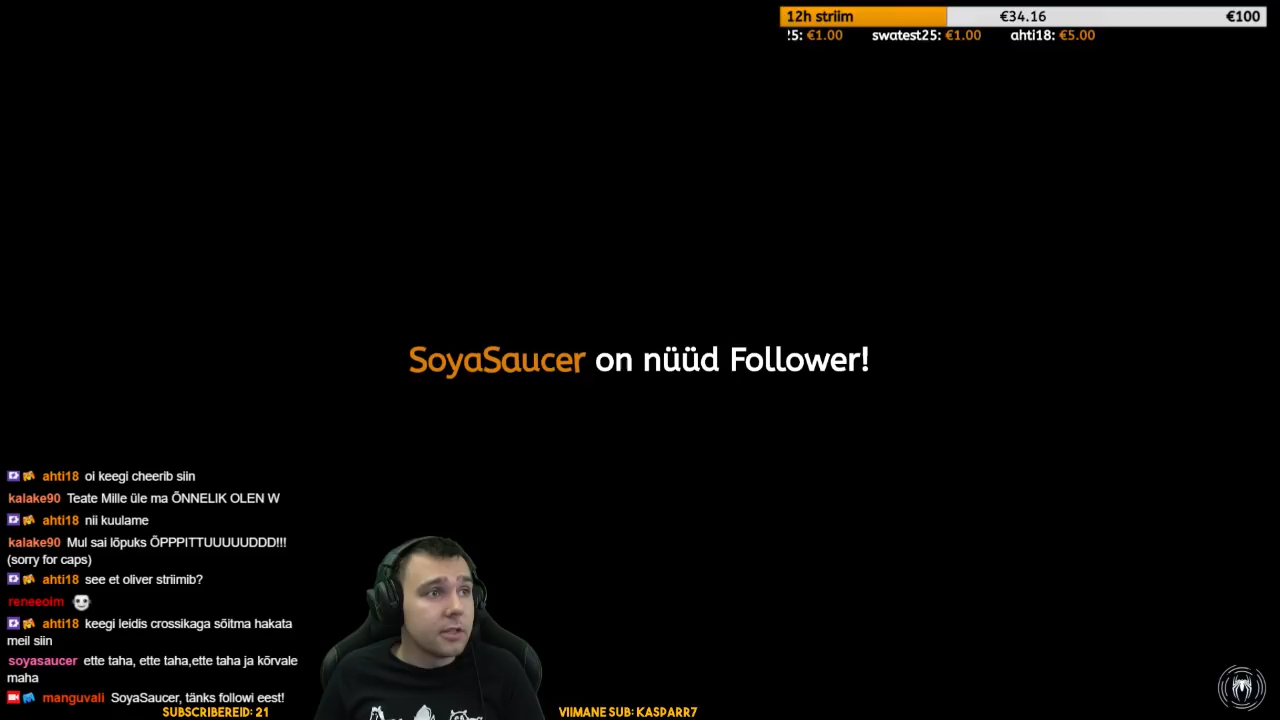 12h striim €34.16 €100
25: €1.00 swatest25: €1.00 ahti18: €5.00
SoyaSaucer on nüüd Follower!
ahti18 oi keegi cheerib siin
kalake90 Teate Mille üle ma ÕNNELIK OLEN W
ahti18 nii kuulame
kalake90 Mul sai lõpuks ÕPPPITTUUUUUDDD!!!
(sorry for caps)
ahti18 see et oliver striimib?
reneeoim
ahti18 keegi leidis crossikaga sõitma hakata
meil siin
soyasaucer ette taha, ette taha,ette taha ja kõrvale
maha
manguvali SoyaSaucer, tänks followi eest!
SUBSCRIBEREID: 21 VIIMANE SUB: KASPARR7